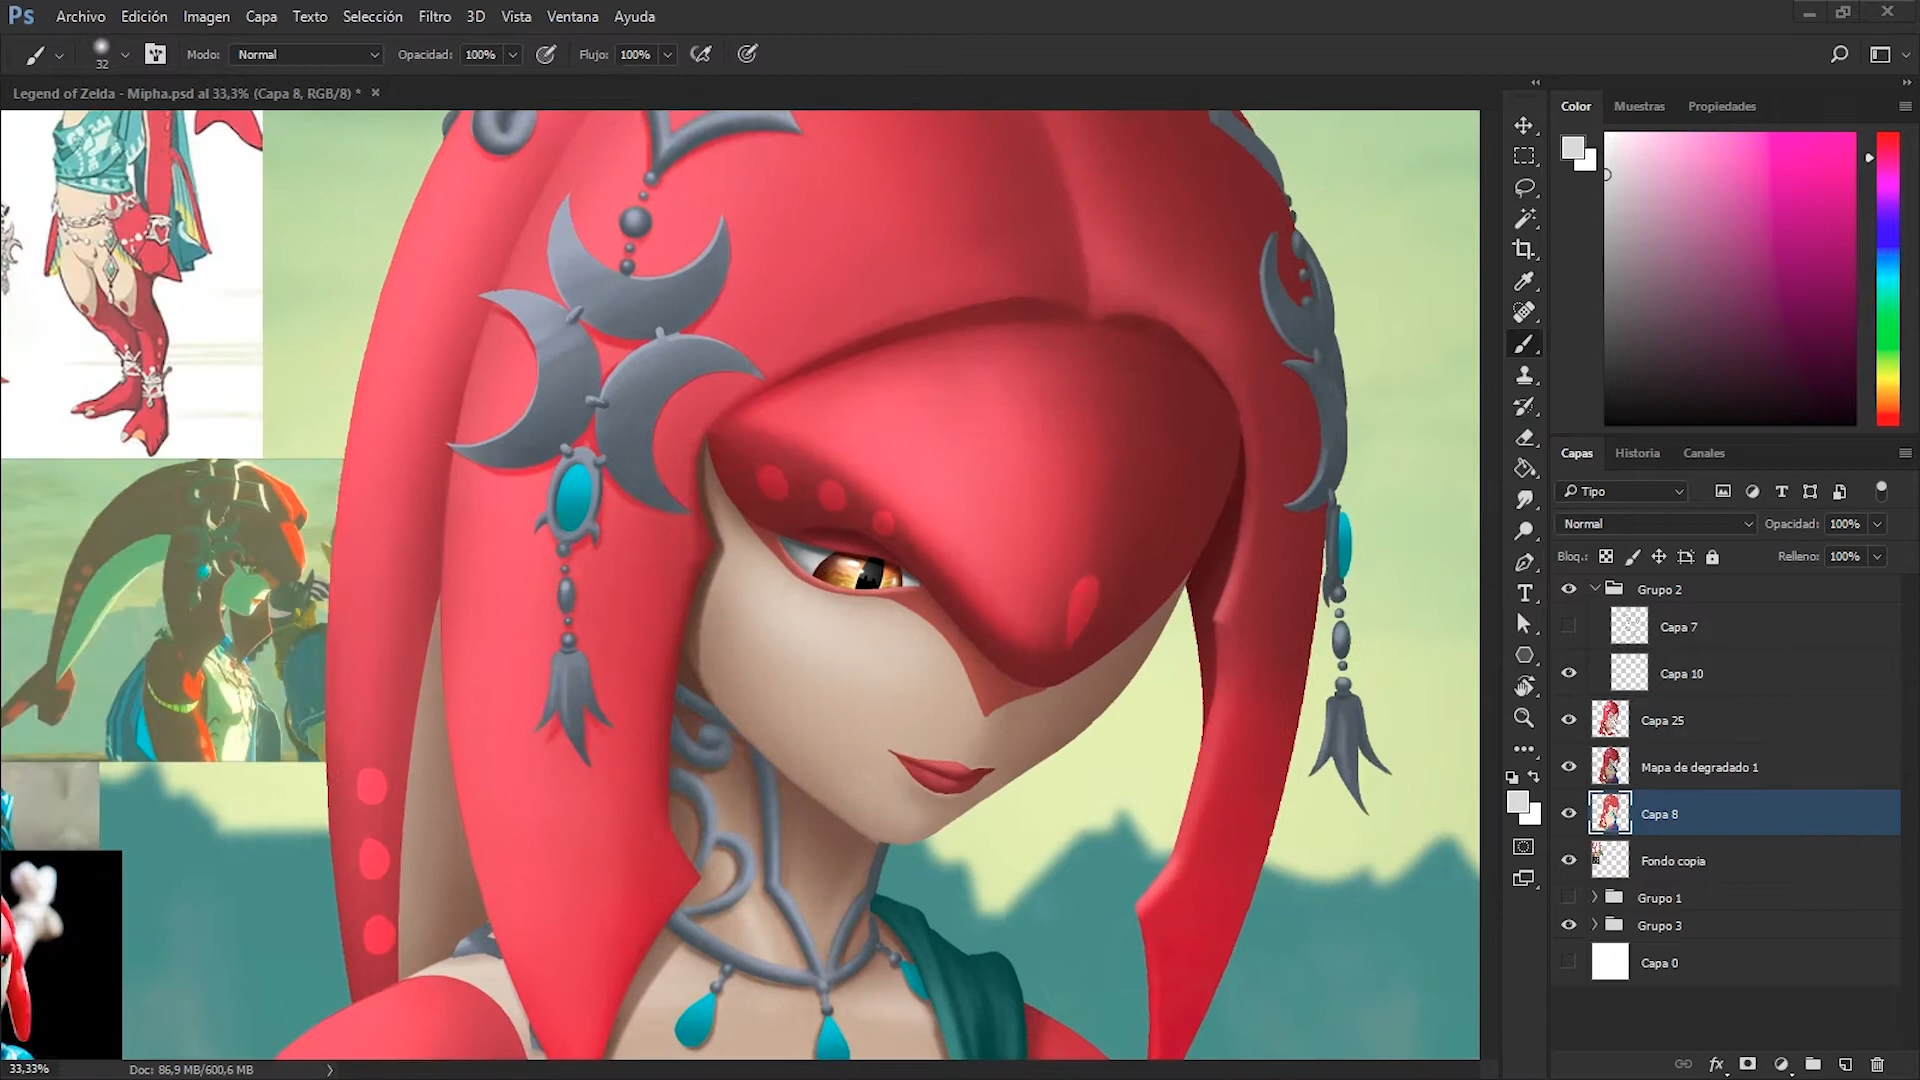 Ps Archivo Edición Imagen Capa Texto Selección Filtro 3D Vista Ventana Ayuda
32 Modo: Normal Opacidad: 100% Flujo: 100%
Legend of Zelda - Mipha.psd al 33,3% (Capa 8, RGB/8) *
Color Muestras Propiedades
Capas Historia Canales
Tipo
Normal Opacidad: 100%
Bloq.: Relleno: 100%
Grupo 2
Capa 7
Capa 10
Capa 25
Mapa de degradado 1
Capa 8
Fondo copia
Grupo 1
Grupo 3
Capa 0
33,33% Doc: 86,9 MB/600,6 MB